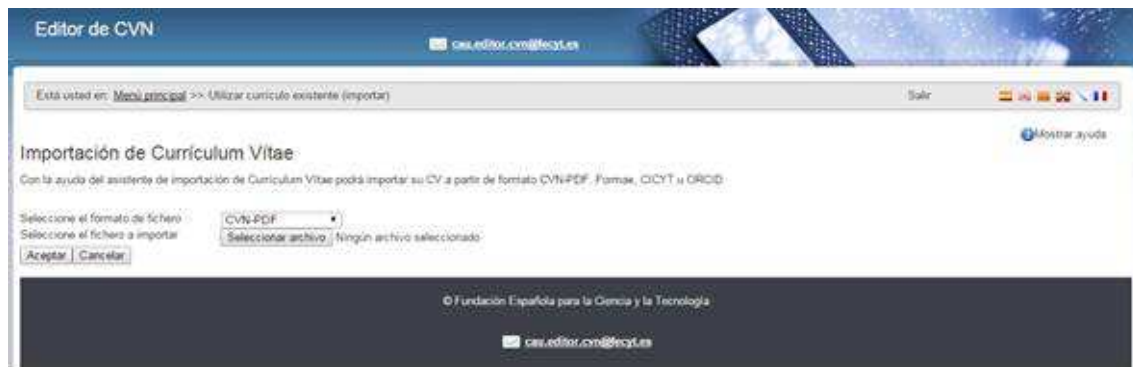 Editor de CVN
cau.editor.cvn@fecyt.es
Está usted en: Menú principal >> Utilizar currículo existente (importar)
Salir
Mostrar ayuda
Importación de Currículum Vítae
Con la ayuda del asistente de importación de Currículum Vítae podrá importar su CV a partir de formato CVN-PDF, Formae, CICYT u ORCID
Seleccione el formato de fichero CVN-PDF
Seleccione el fichero a importar Seleccionar archivo Ningún archivo seleccionado
Aceptar Cancelar
© Fundación Española para la Ciencia y la Tecnología
cau.editor.cvn@fecyt.es